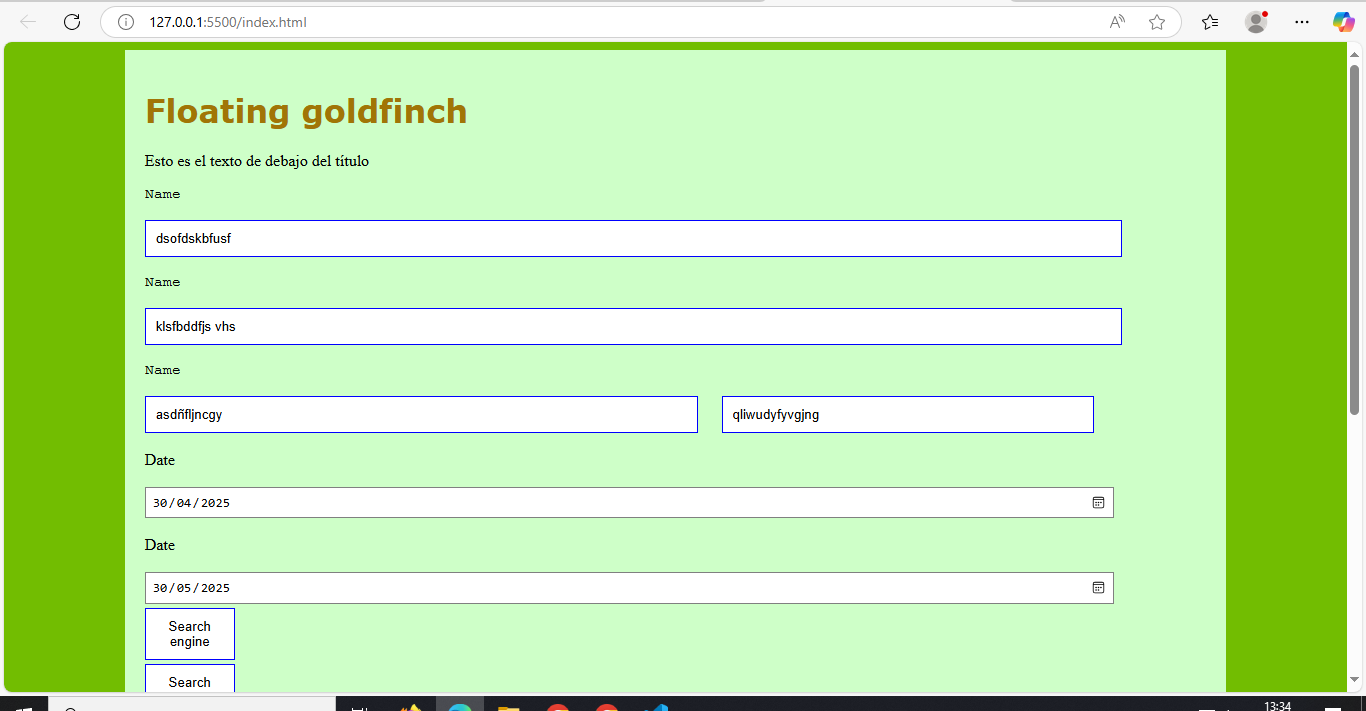 127.0.0.1:5500/index.html
Floating goldfinch
Esto es el texto de debajo del título
Name
dsofdskbfusf
Name
klsfbddfjs vhs
Name
asdñfljncgy qliwudyfyvgjng
Date
30/04/2025
Date
30/05/2025
Search
engine
Search
13:34